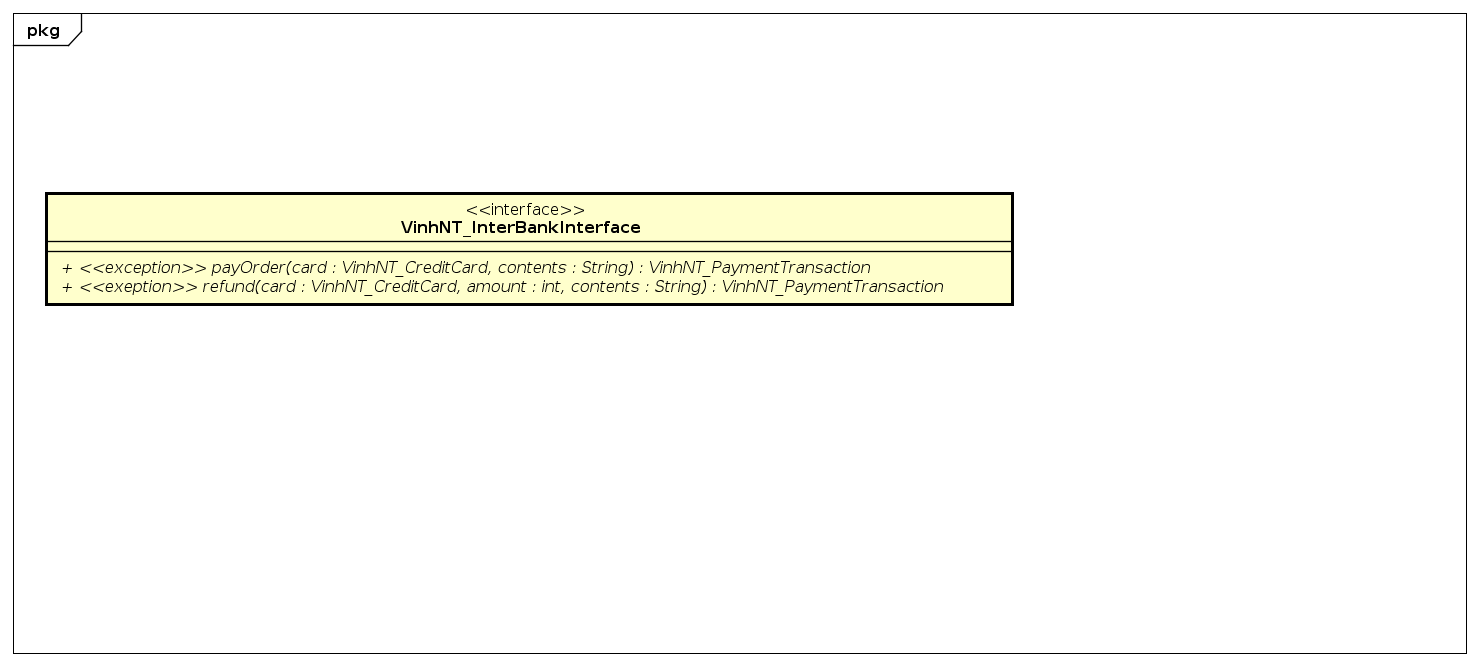 pkg
<<interface>>
VinhNT_InterBankInterface
+ <<exception>> payOrder(card : VinhNT_CreditCard, contents : String) : VinhNT_PaymentTransaction
+ <<exeption>> refund(card : VinhNT_CreditCard, amount : int, contents : String) : VinhNT_PaymentTransaction